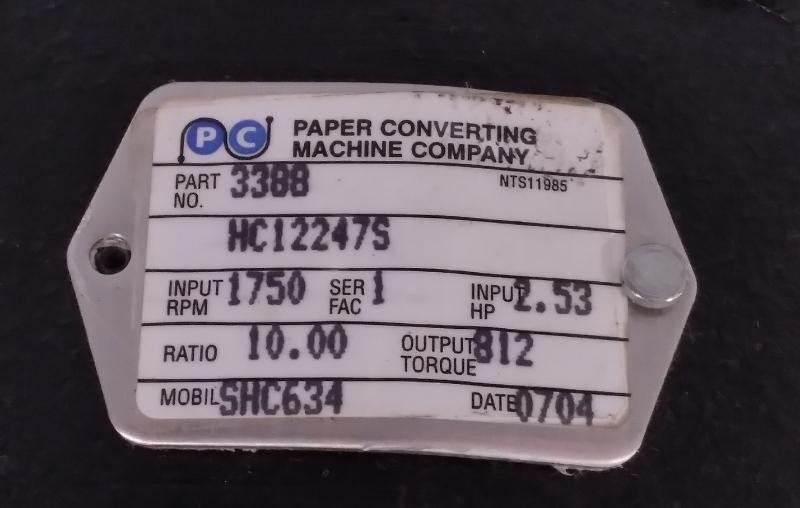 PC PAPER CONVERTING
MACHINE COMPANY
PART NO. 3388 NTS11985
HC12247S
INPUT RPM 1750 SER FAC 1 INPUT HP 2.53
RATIO 10.00 OUTPUT TORQUE 812
MOBIL SHC634 DATE 0704